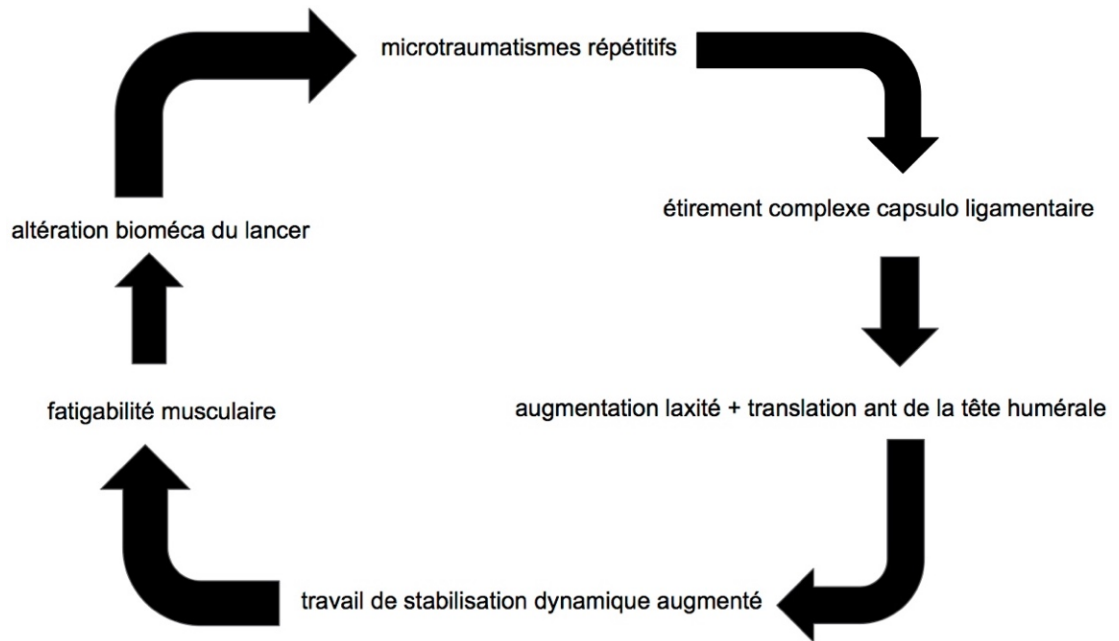 microtraumatismes répétitifs
étirement complexe capsulo ligamentaire
augmentation laxité + translation ant de la tête humérale
travail de stabilisation dynamique augmenté
fatigabilité musculaire
altération bioméca du lancer